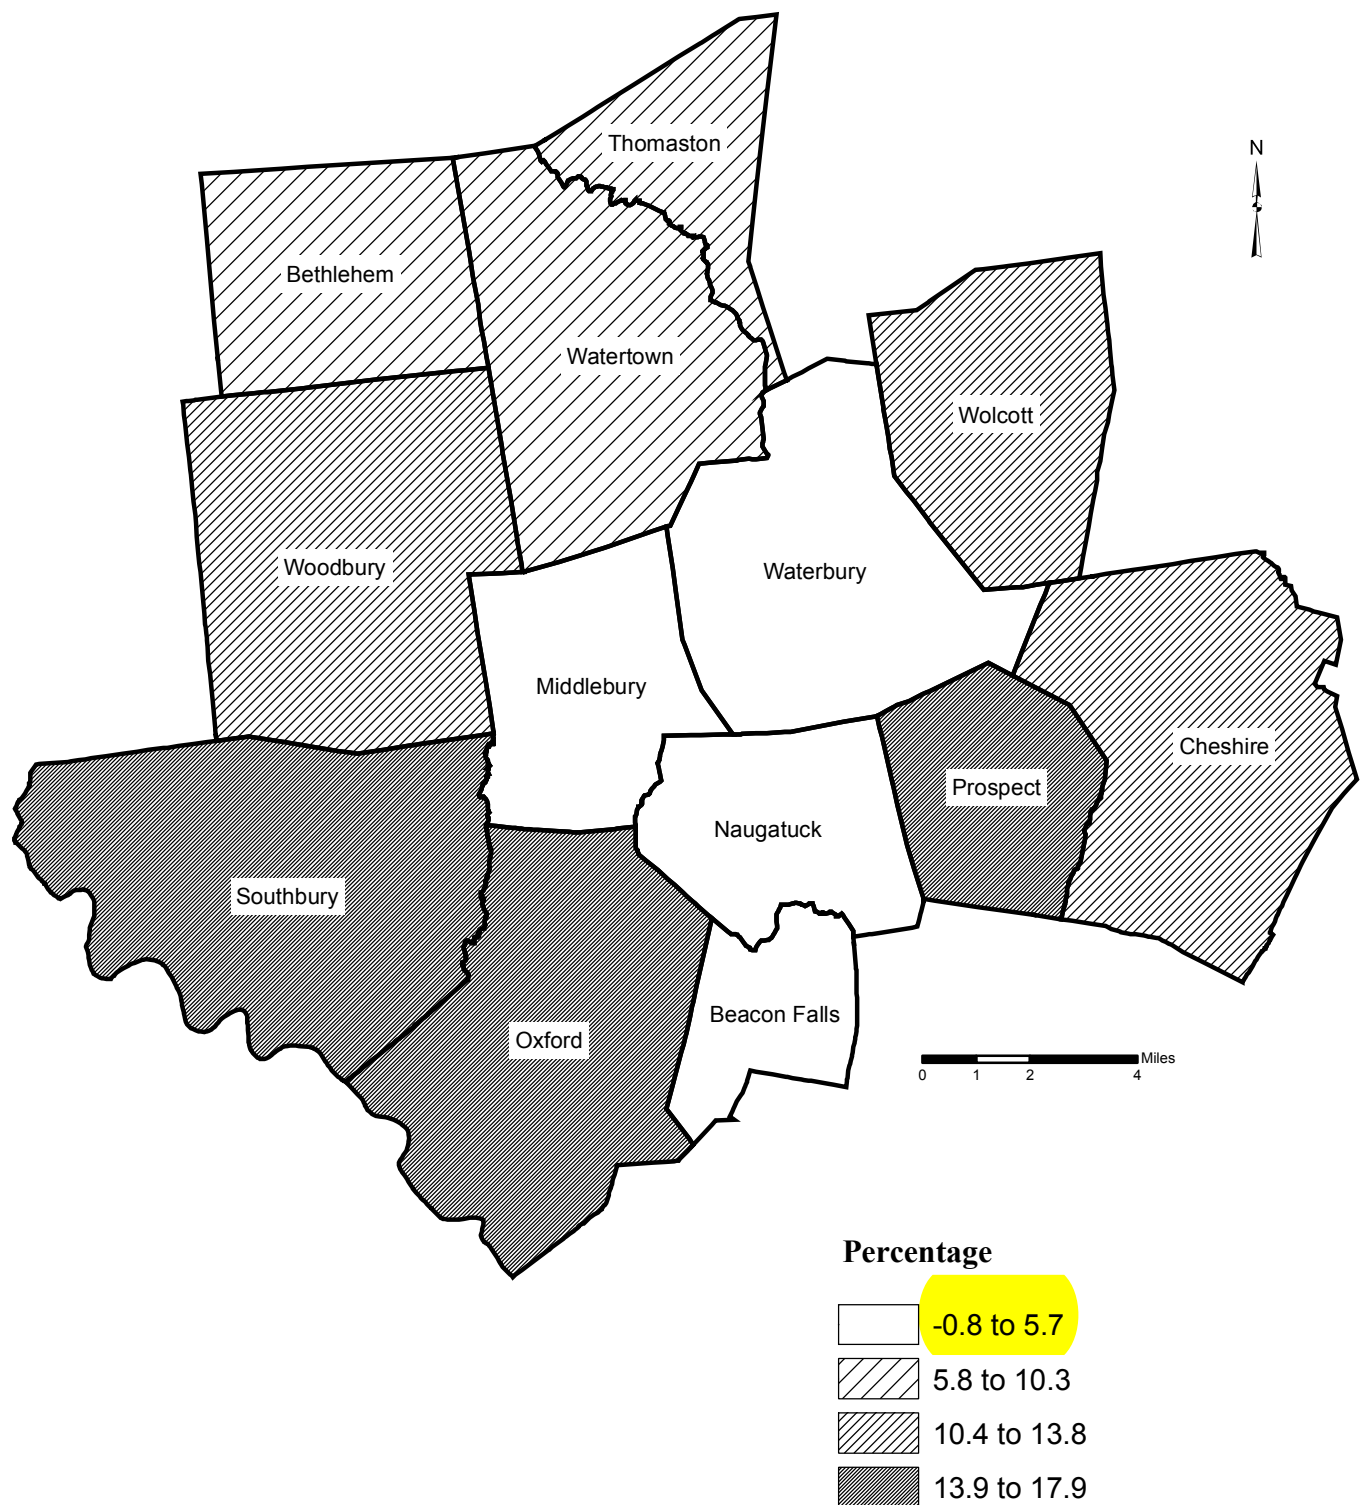 Thomaston
N
Bethlehem
Watertown
Wolcott
Woodbury
Waterbury
Middlebury
Cheshire
Prospect
Naugatuck
Southbury
Beacon Falls
Oxford
Miles
0 1 2 4
Percentage
-0.8 to 5.7
5.8 to 10.3
10.4 to 13.8
13.9 to 17.9